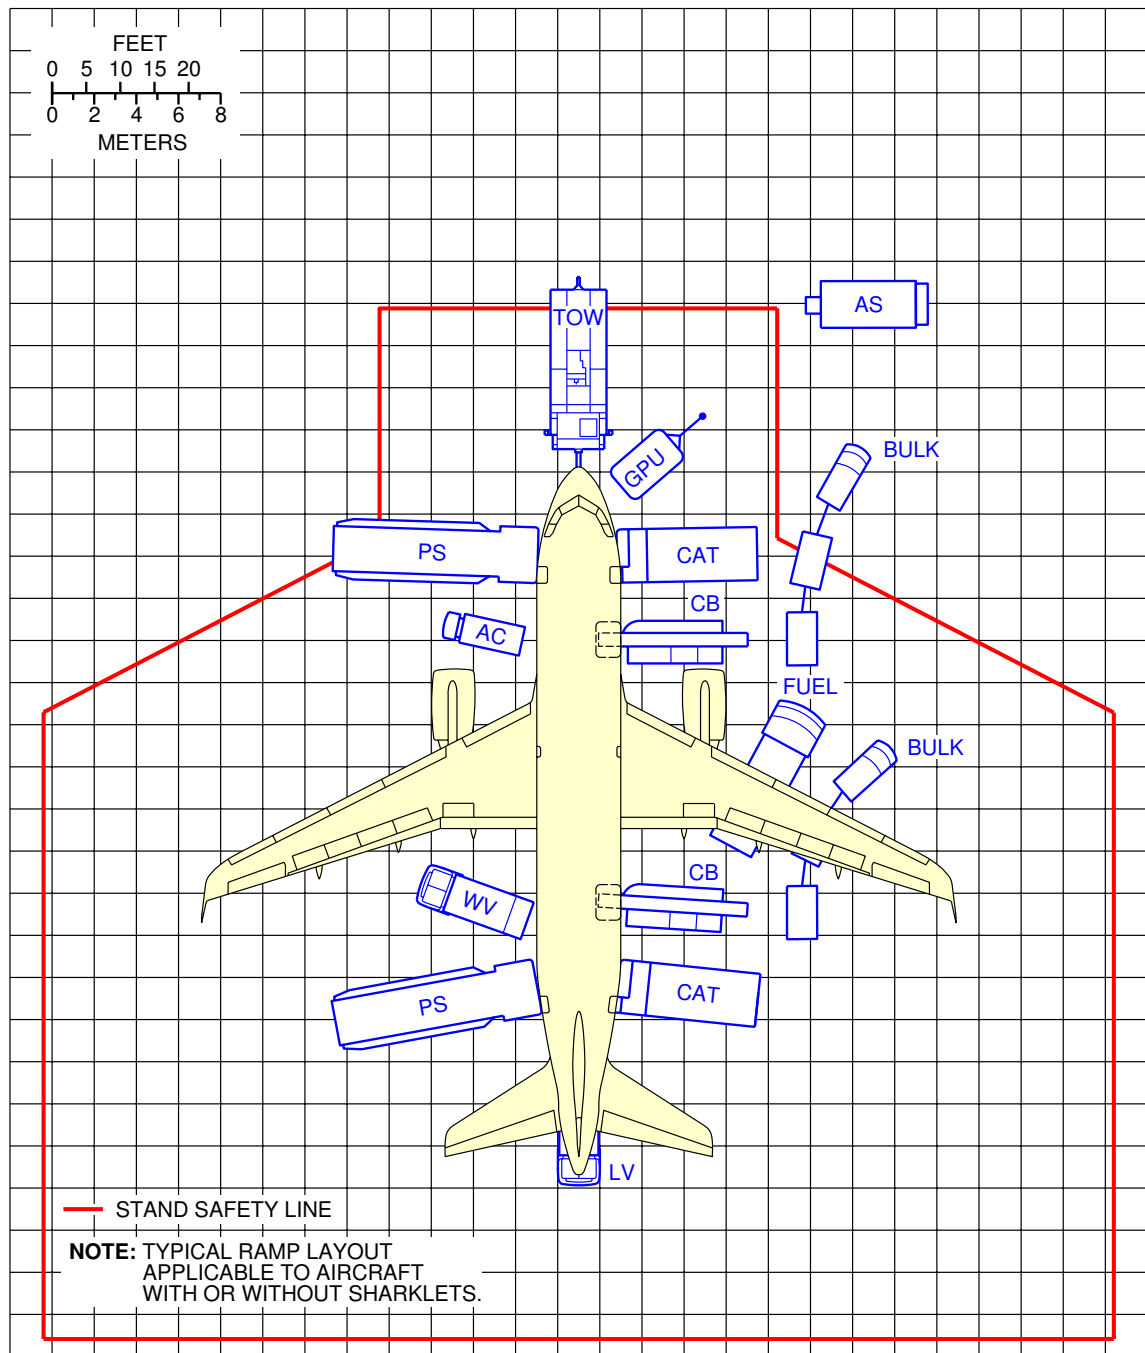 FEET
0 5 10 15 20
0 2 4 6 8
METERS
TOW
AS
GPU
BULK
PS
CAT
CB
AC
FUEL
BULK
CB
WV
PS
CAT
LV
STAND SAFETY LINE
NOTE: TYPICAL RAMP LAYOUT
APPLICABLE TO AIRCRAFT
WITH OR WITHOUT SHARKLETS.